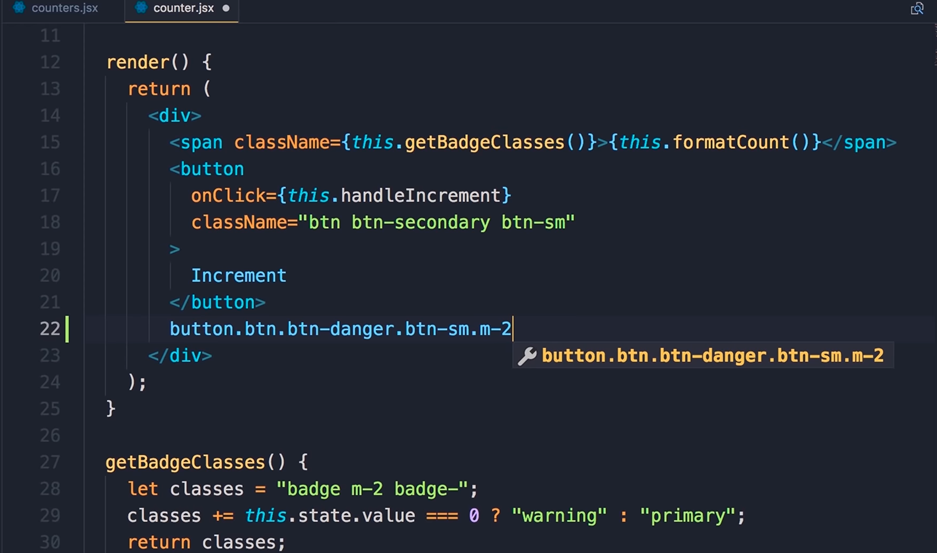 counters.jsx counter.jsx
11
12 render() {
13 return (
14 <div>
15 <span className={this.getBadgeClasses()}>{this.formatCount()}</span>
16 <button
17 onClick={this.handleIncrement}
18 className="btn btn-secondary btn-sm"
19 >
20 Increment
21 </button>
22 button.btn.btn-danger.btn-sm.m-2
23 </div>
button.btn.btn-danger.btn-sm.m-2
24 );
25 }
26
27 getBadgeClasses() {
28 let classes = "badge m-2 badge-";
29 classes += this.state.value === 0 ? "warning" : "primary";
30 return classes;